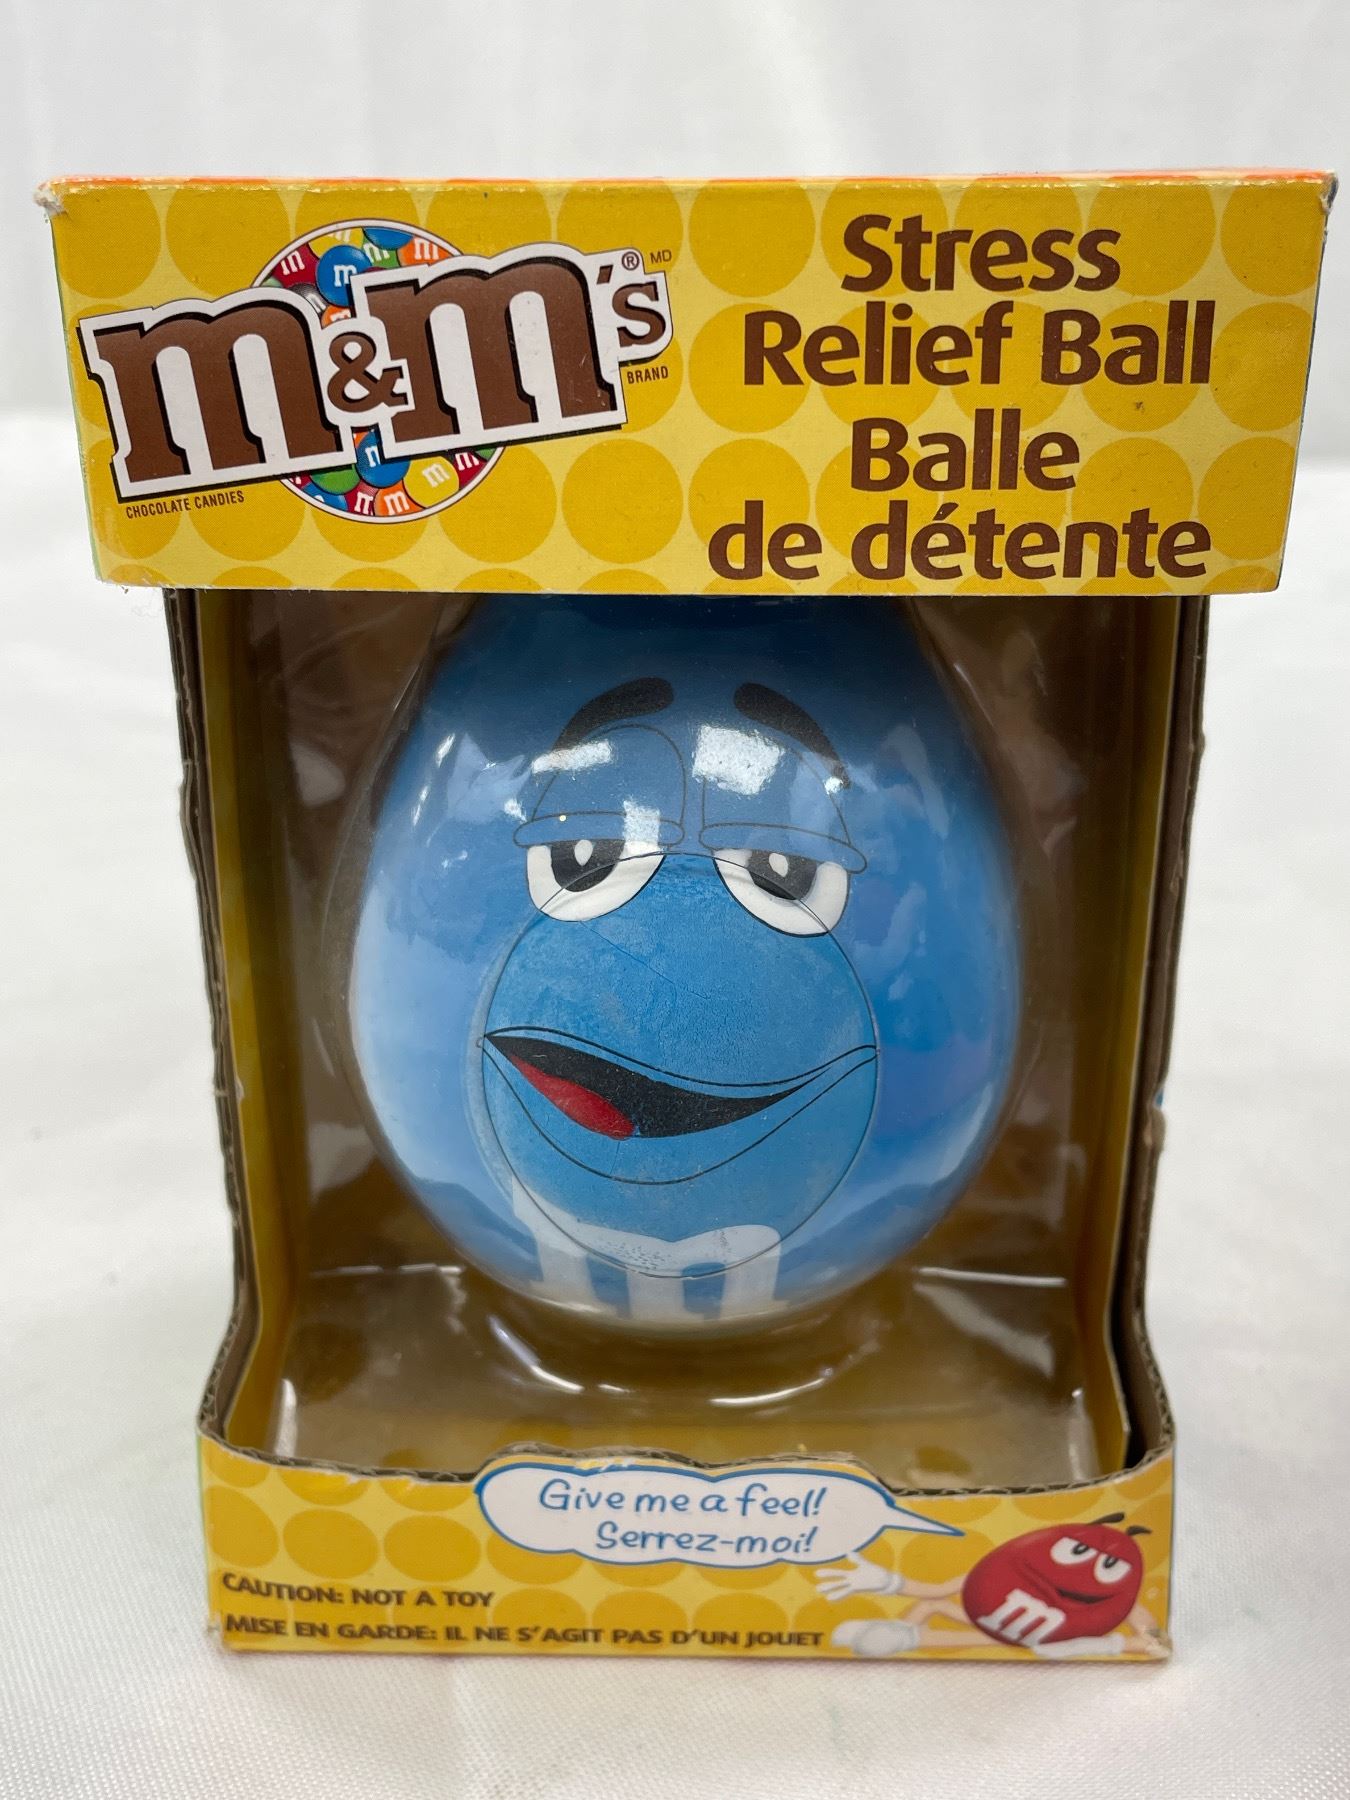 m&m's® MD
BRAND
CHOCOLATE CANDIES
Stress
Relief Ball
Balle
de détente
m
Give me a feel!
Serrez-moi!
CAUTION: NOT A TOY
MISE EN GARDE: IL NE S'AGIT PAS D'UN JOUET
m